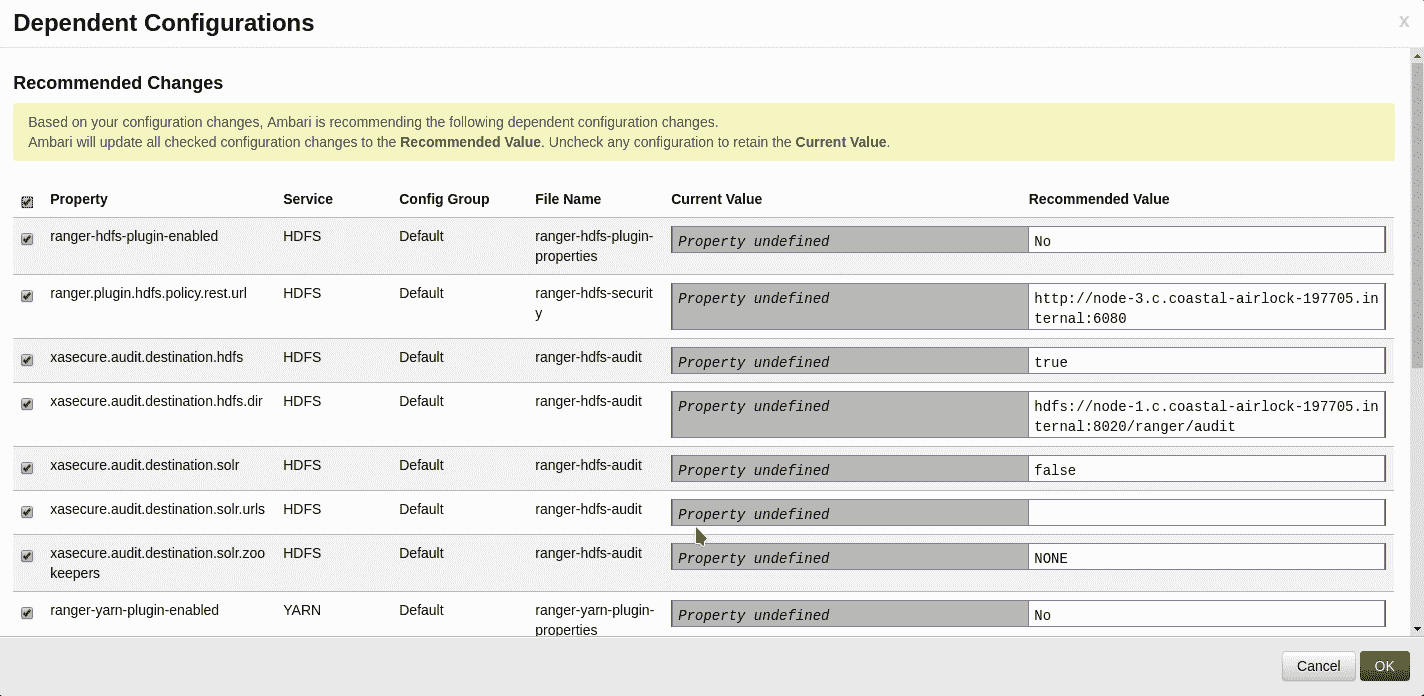 Dependent Configurations
x
Recommended Changes
Based on your configuration changes, Ambari is recommending the following dependent configuration changes.
Ambari will update all checked configuration changes to the Recommended Value. Uncheck any configuration to retain the Current Value.
Property Service Config Group File Name Current Value Recommended Value
ranger-hdfs-plugin-enabled HDFS Default ranger-hdfs-plugin- Property undefined No
properties
ranger.plugin.hdfs.policy.rest.url HDFS Default ranger-hdfs-securit Property undefined http://node-3.c.coastal-airlock-197705.in
y ternal:6080
xasecure.audit.destination.hdfs HDFS Default ranger-hdfs-audit Property undefined true
xasecure.audit.destination.hdfs.dir HDFS Default ranger-hdfs-audit Property undefined hdfs://node-1.c.coastal-airlock-197705.in
ternal:8020/ranger/audit
xasecure.audit.destination.solr HDFS Default ranger-hdfs-audit Property undefined false
xasecure.audit.destination.solr.urls HDFS Default ranger-hdfs-audit Property undefined
xasecure.audit.destination.solr.zoo HDFS Default ranger-hdfs-audit Property undefined NONE
keepers
ranger-yarn-plugin-enabled YARN Default ranger-yarn-plugin- Property undefined No
properties
Cancel OK